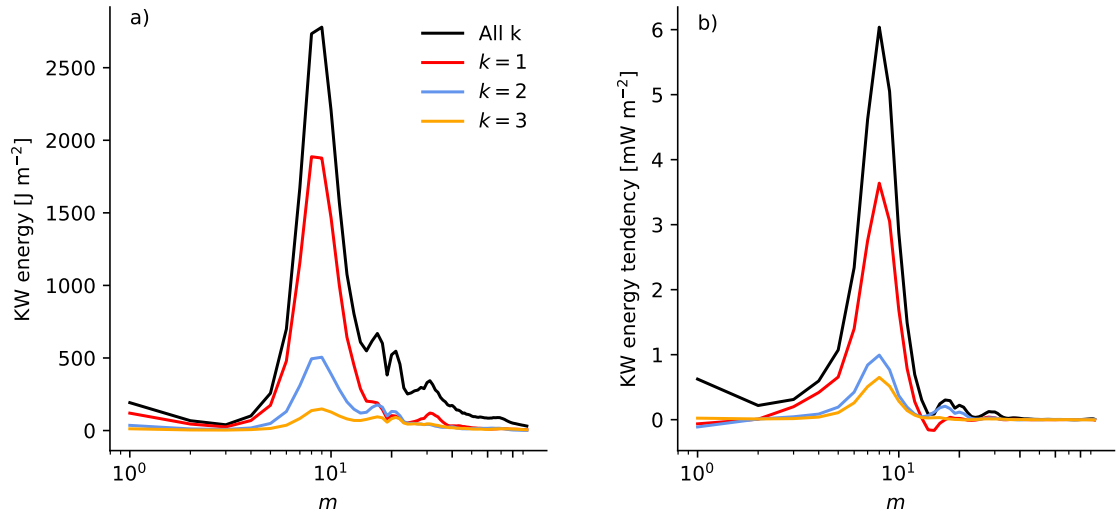 a)
KW energy [J m⁻²]
2500
2000
1500
1000
500
0
10⁰
10¹
m
All k
k = 1
k = 2
k = 3
b)
KW energy tendency [mW m⁻²]
6
5
4
3
2
1
0
10⁰
10¹
m